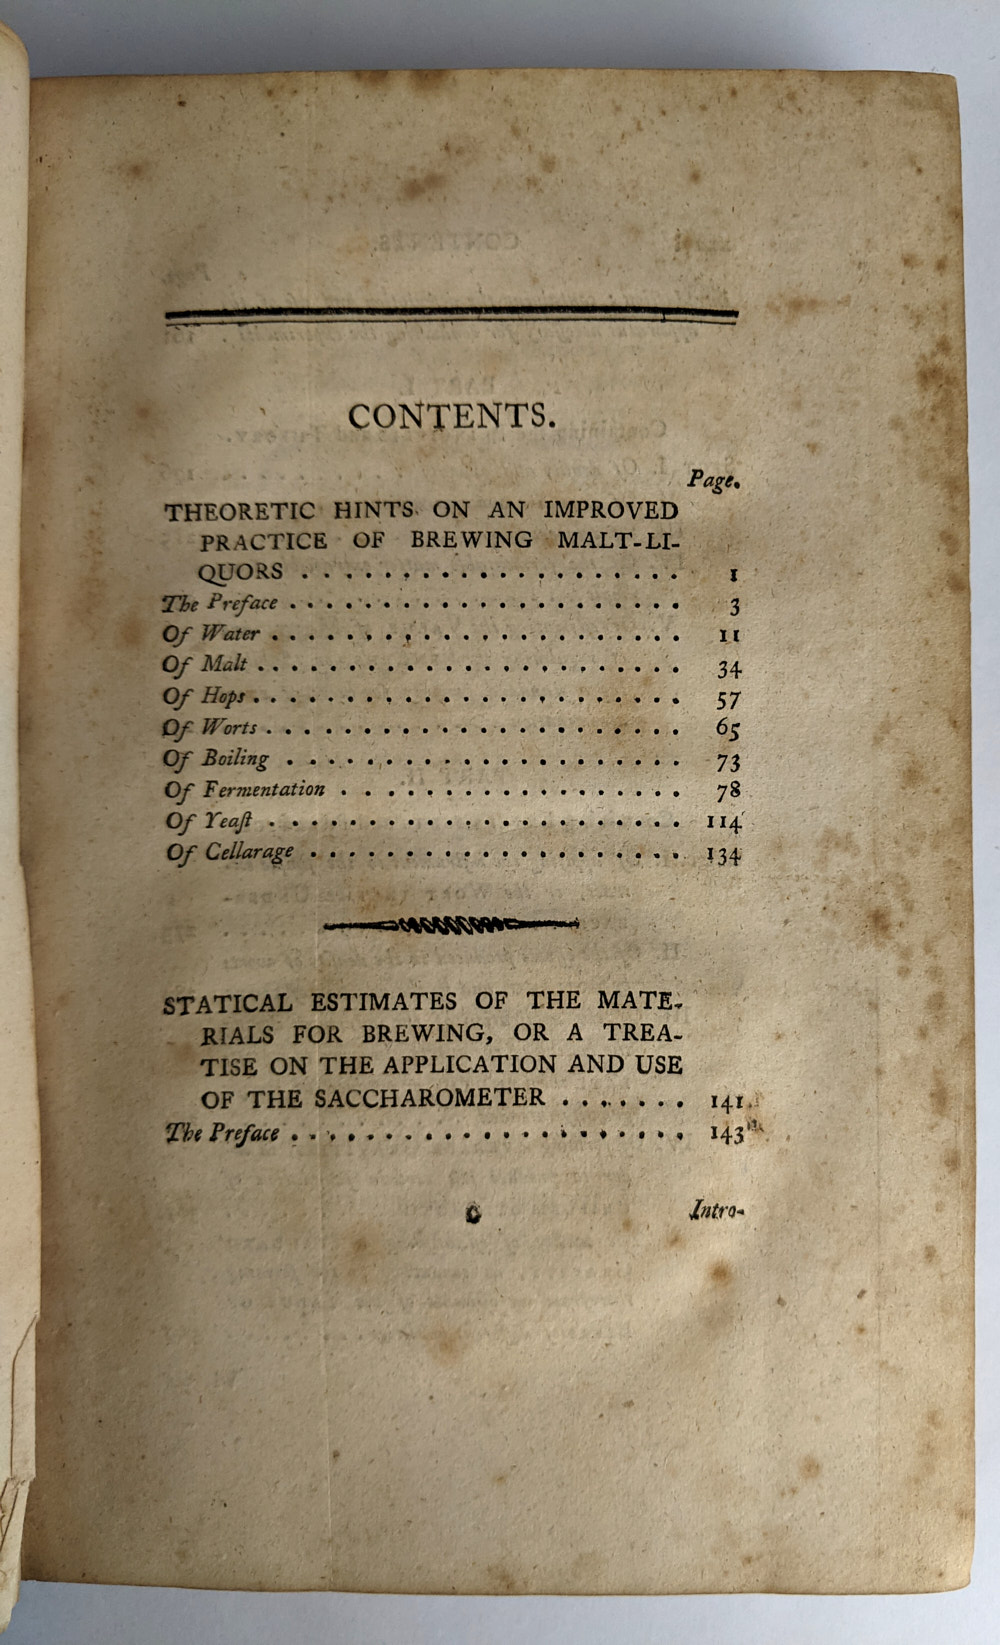 CONTENTS.
Page.
THEORETIC HINTS ON AN IMPROVED
PRACTICE OF BREWING MALT-LI-
QUORS . . . . . . . . . . . . . . . . . . . . 1
The Preface . . . . . . . . . . . . . . . . . . . . . 3
Of Water . . . . . . . . . . . . . . . . . . . . . . 11
Of Malt . . . . . . . . . . . . . . . . . . . . . . . 34
Of Hops . . . . . . . . . . . . . . . . . . . . . . . 57
Of Worts . . . . . . . . . . . . . . . . . . . . . . 65
Of Boiling . . . . . . . . . . . . . . . . . . . . . 73
Of Fermentation . . . . . . . . . . . . . . . . . . 78
Of Yeaſt . . . . . . . . . . . . . . . . . . . . . . 114
Of Cellarage . . . . . . . . . . . . . . . . . . . . 134
STATICAL ESTIMATES OF THE MATE-
RIALS FOR BREWING, OR A TREA-
TISE ON THE APPLICATION AND USE
OF THE SACCHAROMETER . . . . . . . 141
The Preface . . . . . . . . . . . . . . . . . . . . . 143
C Intro-